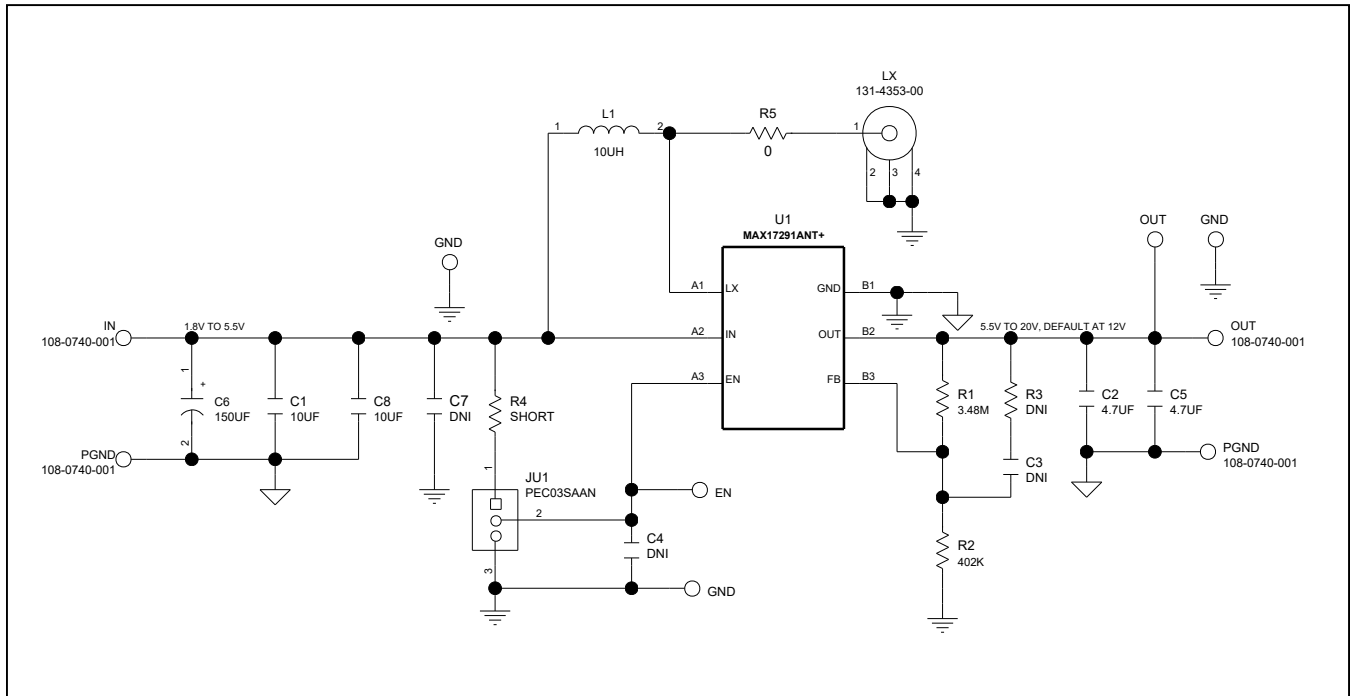 LX
131-4353-00
L1
1
2
10UH
R5
0
1
2
3
4
U1
MAX17291ANT+
OUT
GND
GND
A1
LX
GND
B1
IN
108-0740-001
1.8V TO 5.5V
A2
IN
OUT
B2
5.5V TO 20V, DEFAULT AT 12V
OUT
108-0740-001
A3
EN
FB
B3
1
+
C6
150UF
2
C1
10UF
C8
10UF
C7
DNI
R4
SHORT
R1
3.48M
R3
DNI
C2
4.7UF
C5
4.7UF
PGND
108-0740-001
PGND
108-0740-001
C3
DNI
1
JU1
PEC03SAAN
2
3
EN
C4
DNI
GND
R2
402K